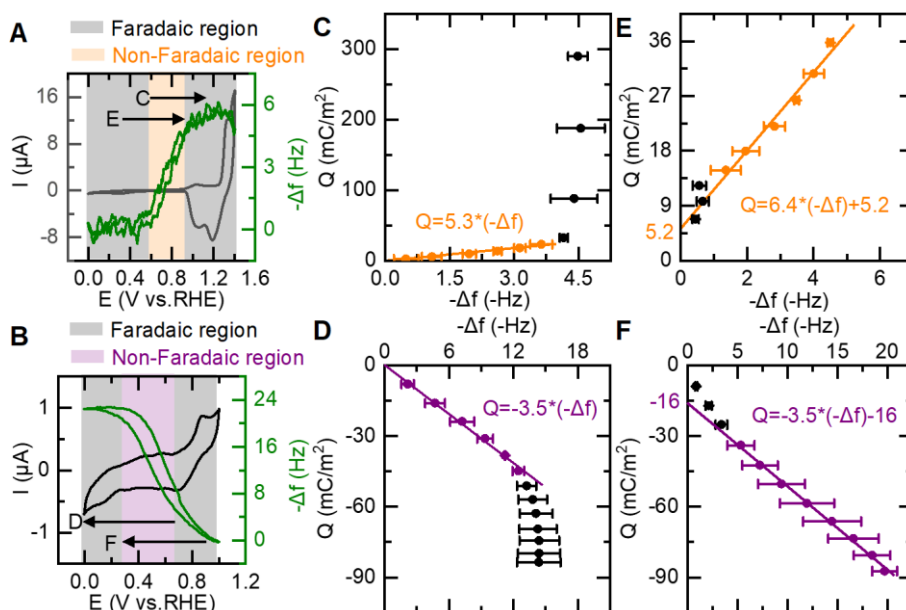 A
Faradaic region
Non-Faradaic region
16
8
0
-8
I (µA)
C
E
6
3
0
-Δf (Hz)
0.0 0.4 0.8 1.2 1.6
E (V vs.RHE)
B
Faradaic region
Non-Faradaic region
1
0
-1
I (µA)
D
F
24
18
12
6
0
-Δf (Hz)
0.0 0.4 0.8 1.2
E (V vs.RHE)
C
300
200
100
0
Q (mC/m²)
Q=5.3*(-Δf)
0.0 1.5 3.0 4.5
-Δf (-Hz)
E
36
27
18
9
5.2
0
Q (mC/m²)
Q=6.4*(-Δf)+5.2
0 2 4 6
-Δf (-Hz)
D
-Δf (-Hz)
0 6 12 18
0
-30
-60
-90
Q (mC/m²)
Q=-3.5*(-Δf)
F
-Δf (-Hz)
0 5 10 15 20
0
-16
-30
-60
-90
Q (mC/m²)
Q=-3.5*(-Δf)-16